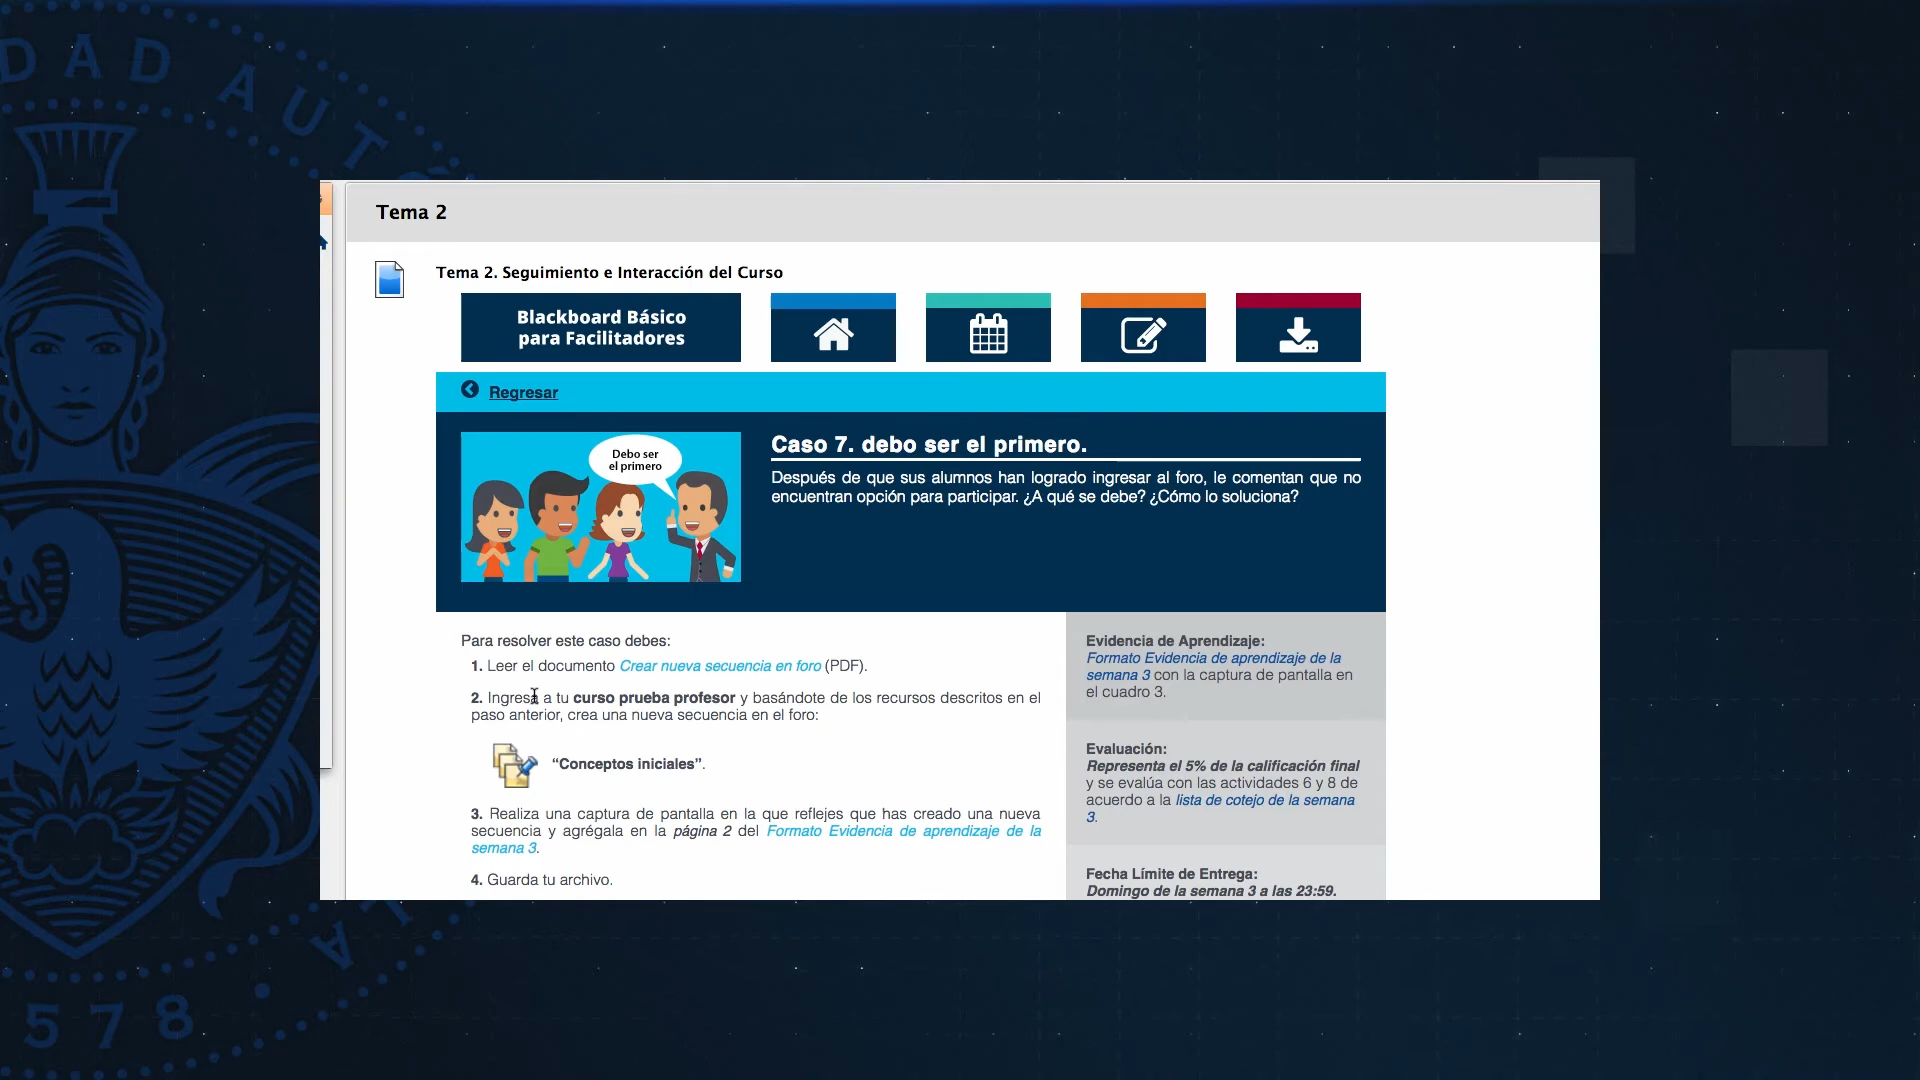 DAD AUT
578
A
Tema 2
Tema 2. Seguimiento e Interacción del Curso
Blackboard Básico
para Facilitadores
Regresar
Debo ser
el primero
Caso 7. debo ser el primero.
Después de que sus alumnos han logrado ingresar al foro, le comentan que no
encuentran opción para participar. ¿A qué se debe? ¿Cómo lo soluciona?
Para resolver este caso debes:
1. Leer el documento Crear nueva secuencia en foro (PDF).
2. Ingresa a tu curso prueba profesor y basándote de los recursos descritos en el
paso anterior, crea una nueva secuencia en el foro:
“Conceptos iniciales”.
3. Realiza una captura de pantalla en la que reflejes que has creado una nueva
secuencia y agrégala en la página 2 del Formato Evidencia de aprendizaje de la
semana 3.
4. Guarda tu archivo.
Evidencia de Aprendizaje:
Formato Evidencia de aprendizaje de la
semana 3 con la captura de pantalla en
el cuadro 3.
Evaluación:
Representa el 5% de la calificación final
y se evalúa con las actividades 6 y 8 de
acuerdo a la lista de cotejo de la semana
3.
Fecha Límite de Entrega:
Domingo de la semana 3 a las 23:59.